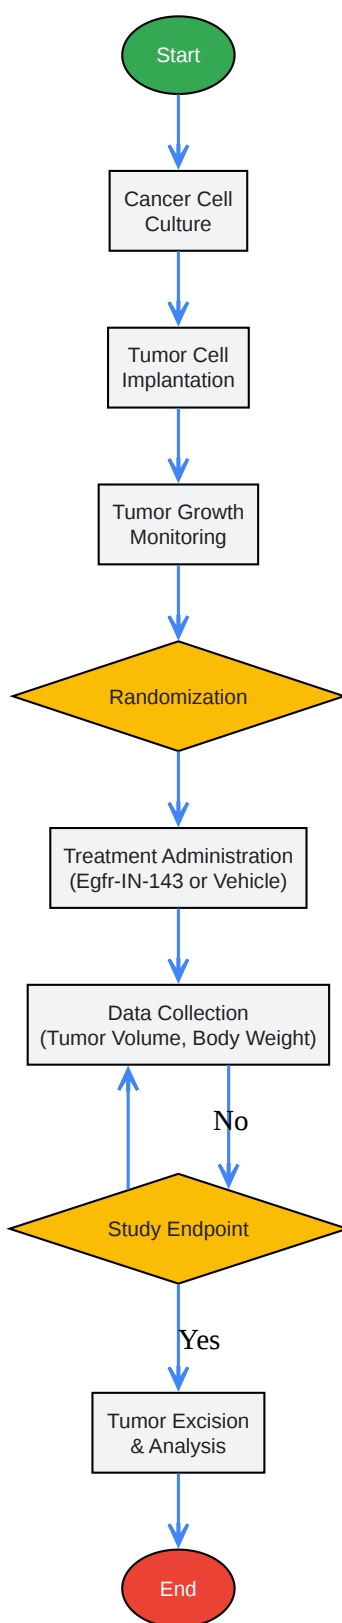 Start
Cancer Cell
Culture
Tumor Cell
Implantation
Tumor Growth
Monitoring
Randomization
Treatment Administration
(Egfr-IN-143 or Vehicle)
Data Collection
(Tumor Volume, Body Weight)
No
Study Endpoint
Yes
Tumor Excision
& Analysis
End